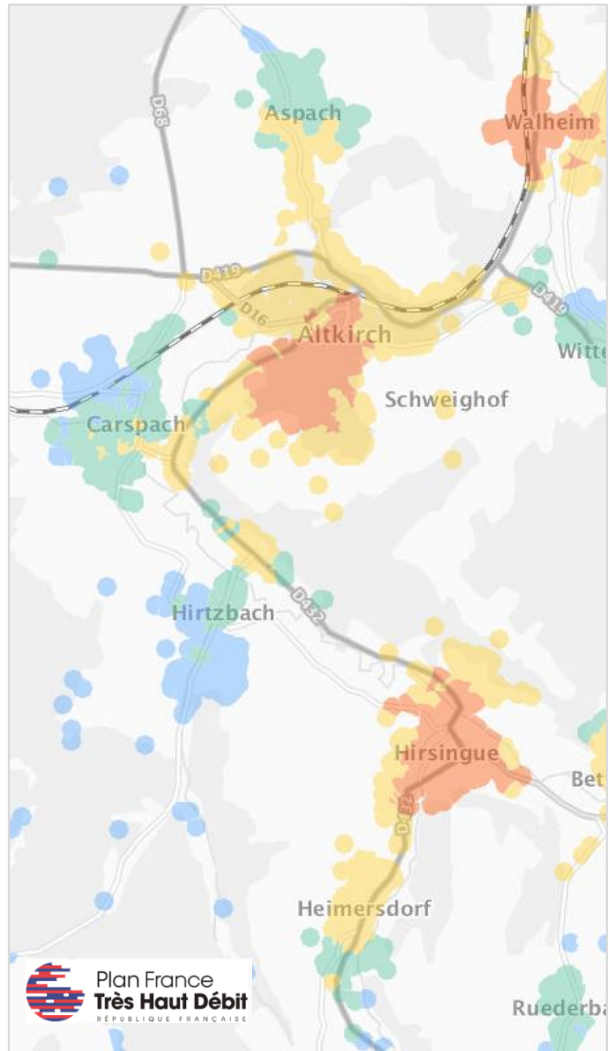 D68
Aspach
Walheim
D419
D16
D419
Altkirch
Witte
Schweighof
Carspach
D432
Hirtzbach
Hirsingue
Bet
D432
Heimersdorf
Plan France
Très Haut Débit
RÉPUBLIQUE FRANÇAISE
Ruederba